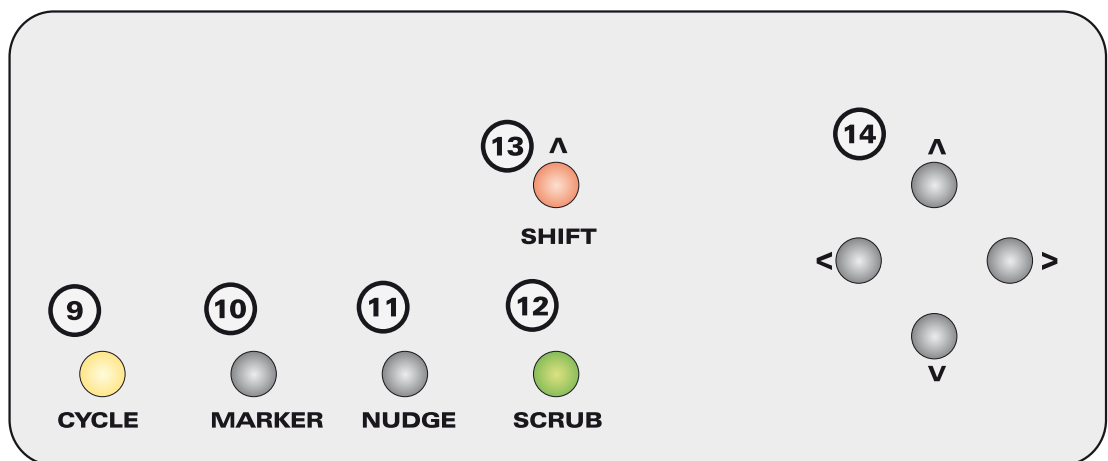 13 ^
14 ^
SHIFT
< >
9 10 11 12
v
CYCLE MARKER NUDGE SCRUB